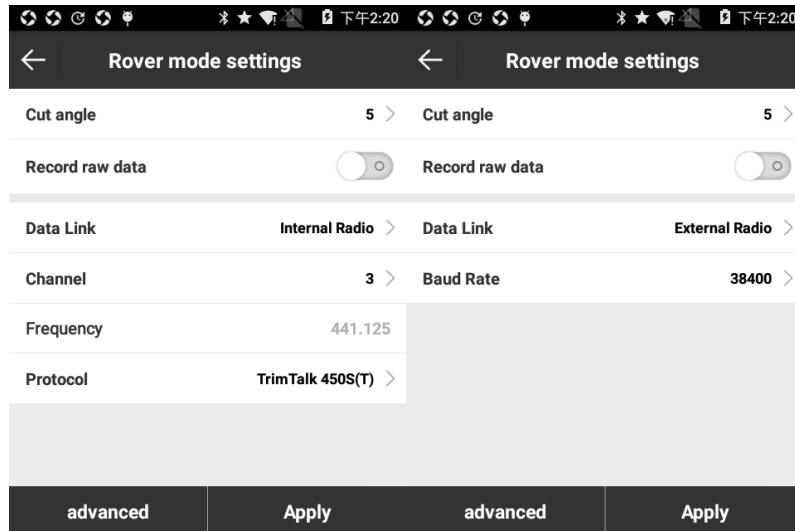 下午2:20
Rover mode settings
Cut angle 5
Record raw data
Data Link Internal Radio
Channel 3
Frequency 441.125
Protocol TrimTalk 450S(T)
advanced Apply
下午2:20
Rover mode settings
Cut angle 5
Record raw data
Data Link External Radio
Baud Rate 38400
advanced Apply